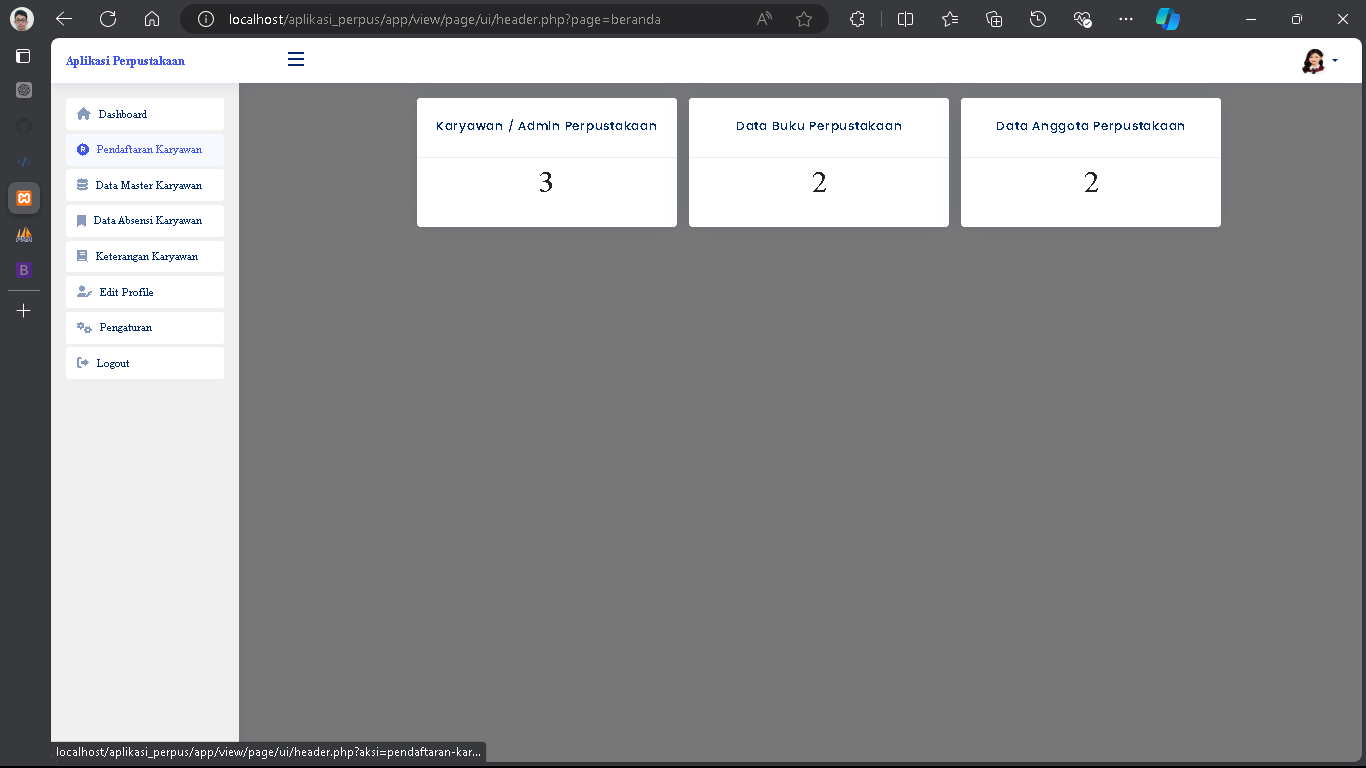 localhost/aplikasi_perpus/app/view/page/ui/header.php?page=beranda
Aplikasi Perpustakaan
Dashboard
Pendaftaran Karyawan
Data Master Karyawan
Data Absensi Karyawan
Keterangan Karyawan
Edit Profile
Pengaturan
Logout
Karyawan / Admin Perpustakaan
3
Data Buku Perpustakaan
2
Data Anggota Perpustakaan
2
localhost/aplikasi_perpus/app/view/page/ui/header.php?aksi=pendaftaran-kar...